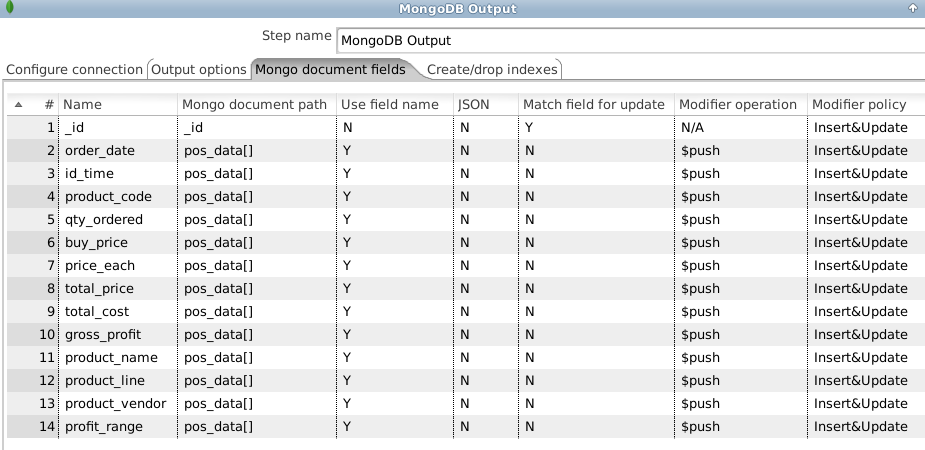 MongoDB Output
Step name MongoDB Output
Configure connection Output options Mongo document fields Create/drop indexes
# Name Mongo document path Use field name JSON Match field for update Modifier operation Modifier policy
1 _id _id N N Y N/A Insert&Update
2 order_date pos_data[] Y N N $push Insert&Update
3 id_time pos_data[] Y N N $push Insert&Update
4 product_code pos_data[] Y N N $push Insert&Update
5 qty_ordered pos_data[] Y N N $push Insert&Update
6 buy_price pos_data[] Y N N $push Insert&Update
7 price_each pos_data[] Y N N $push Insert&Update
8 total_price pos_data[] Y N N $push Insert&Update
9 total_cost pos_data[] Y N N $push Insert&Update
10 gross_profit pos_data[] Y N N $push Insert&Update
11 product_name pos_data[] Y N N $push Insert&Update
12 product_line pos_data[] Y N N $push Insert&Update
13 product_vendor pos_data[] Y N N $push Insert&Update
14 profit_range pos_data[] Y N N $push Insert&Update